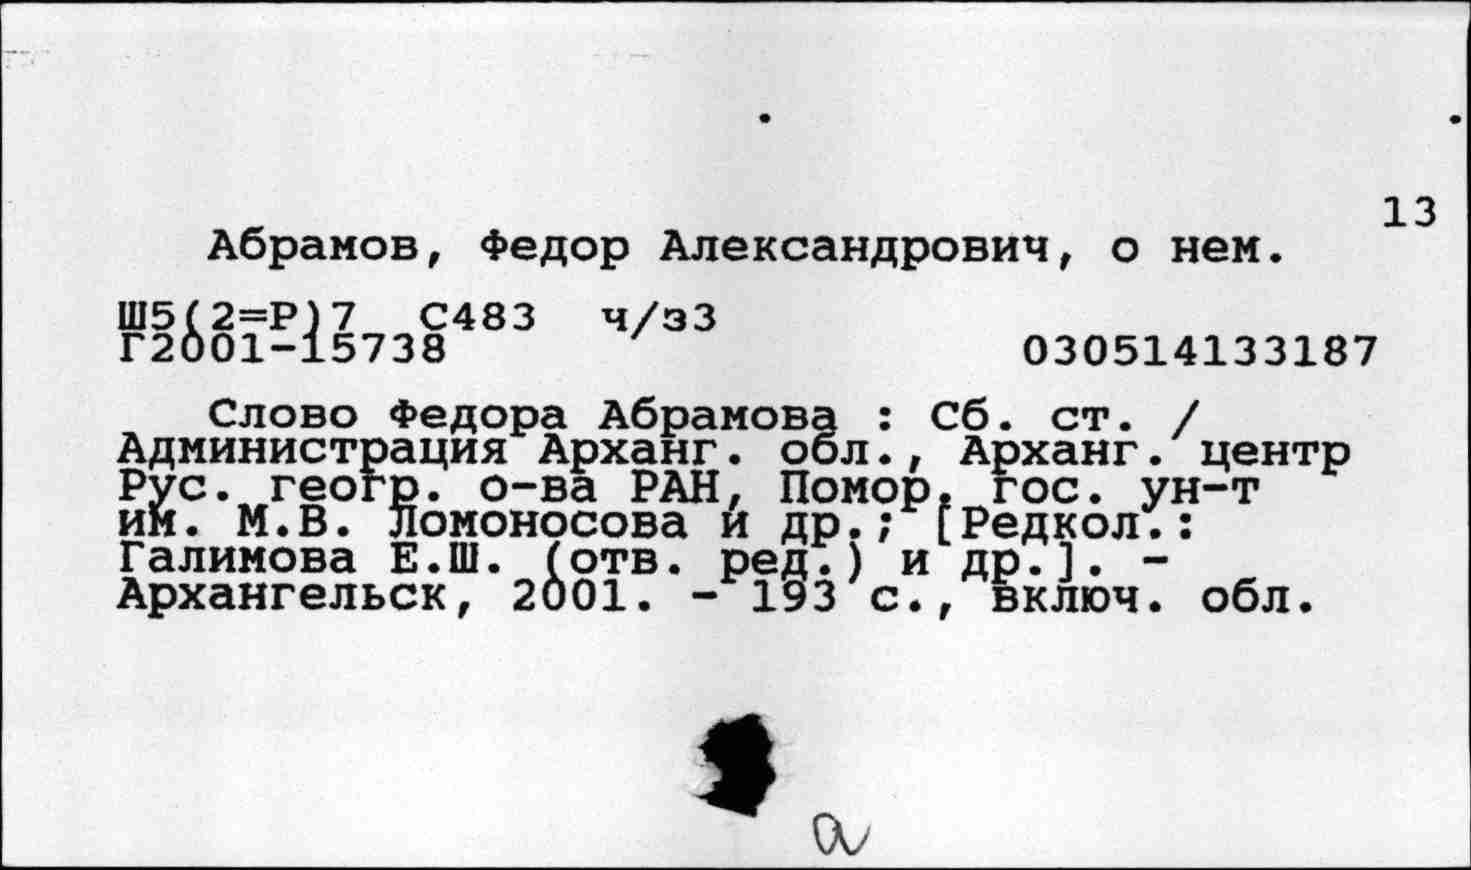 13
Абрамов, Федор Александрович, о нем.
Ш5(2=Р)7 С483 ч/з3
Г2001-15738 030514133187
Слово Федора Абрамова : Сб. ст. /
Администрация Арханг. обл., Арханг. центр
Рус. геогр. о-ва РАН, Помор. гос. ун-т
им. М.В. Ломоносова и др.; [Редкол.:
Галимова Е.Ш. (отв. ред.) и др.]. -
Архангельск, 2001. - 193 с., включ. обл.